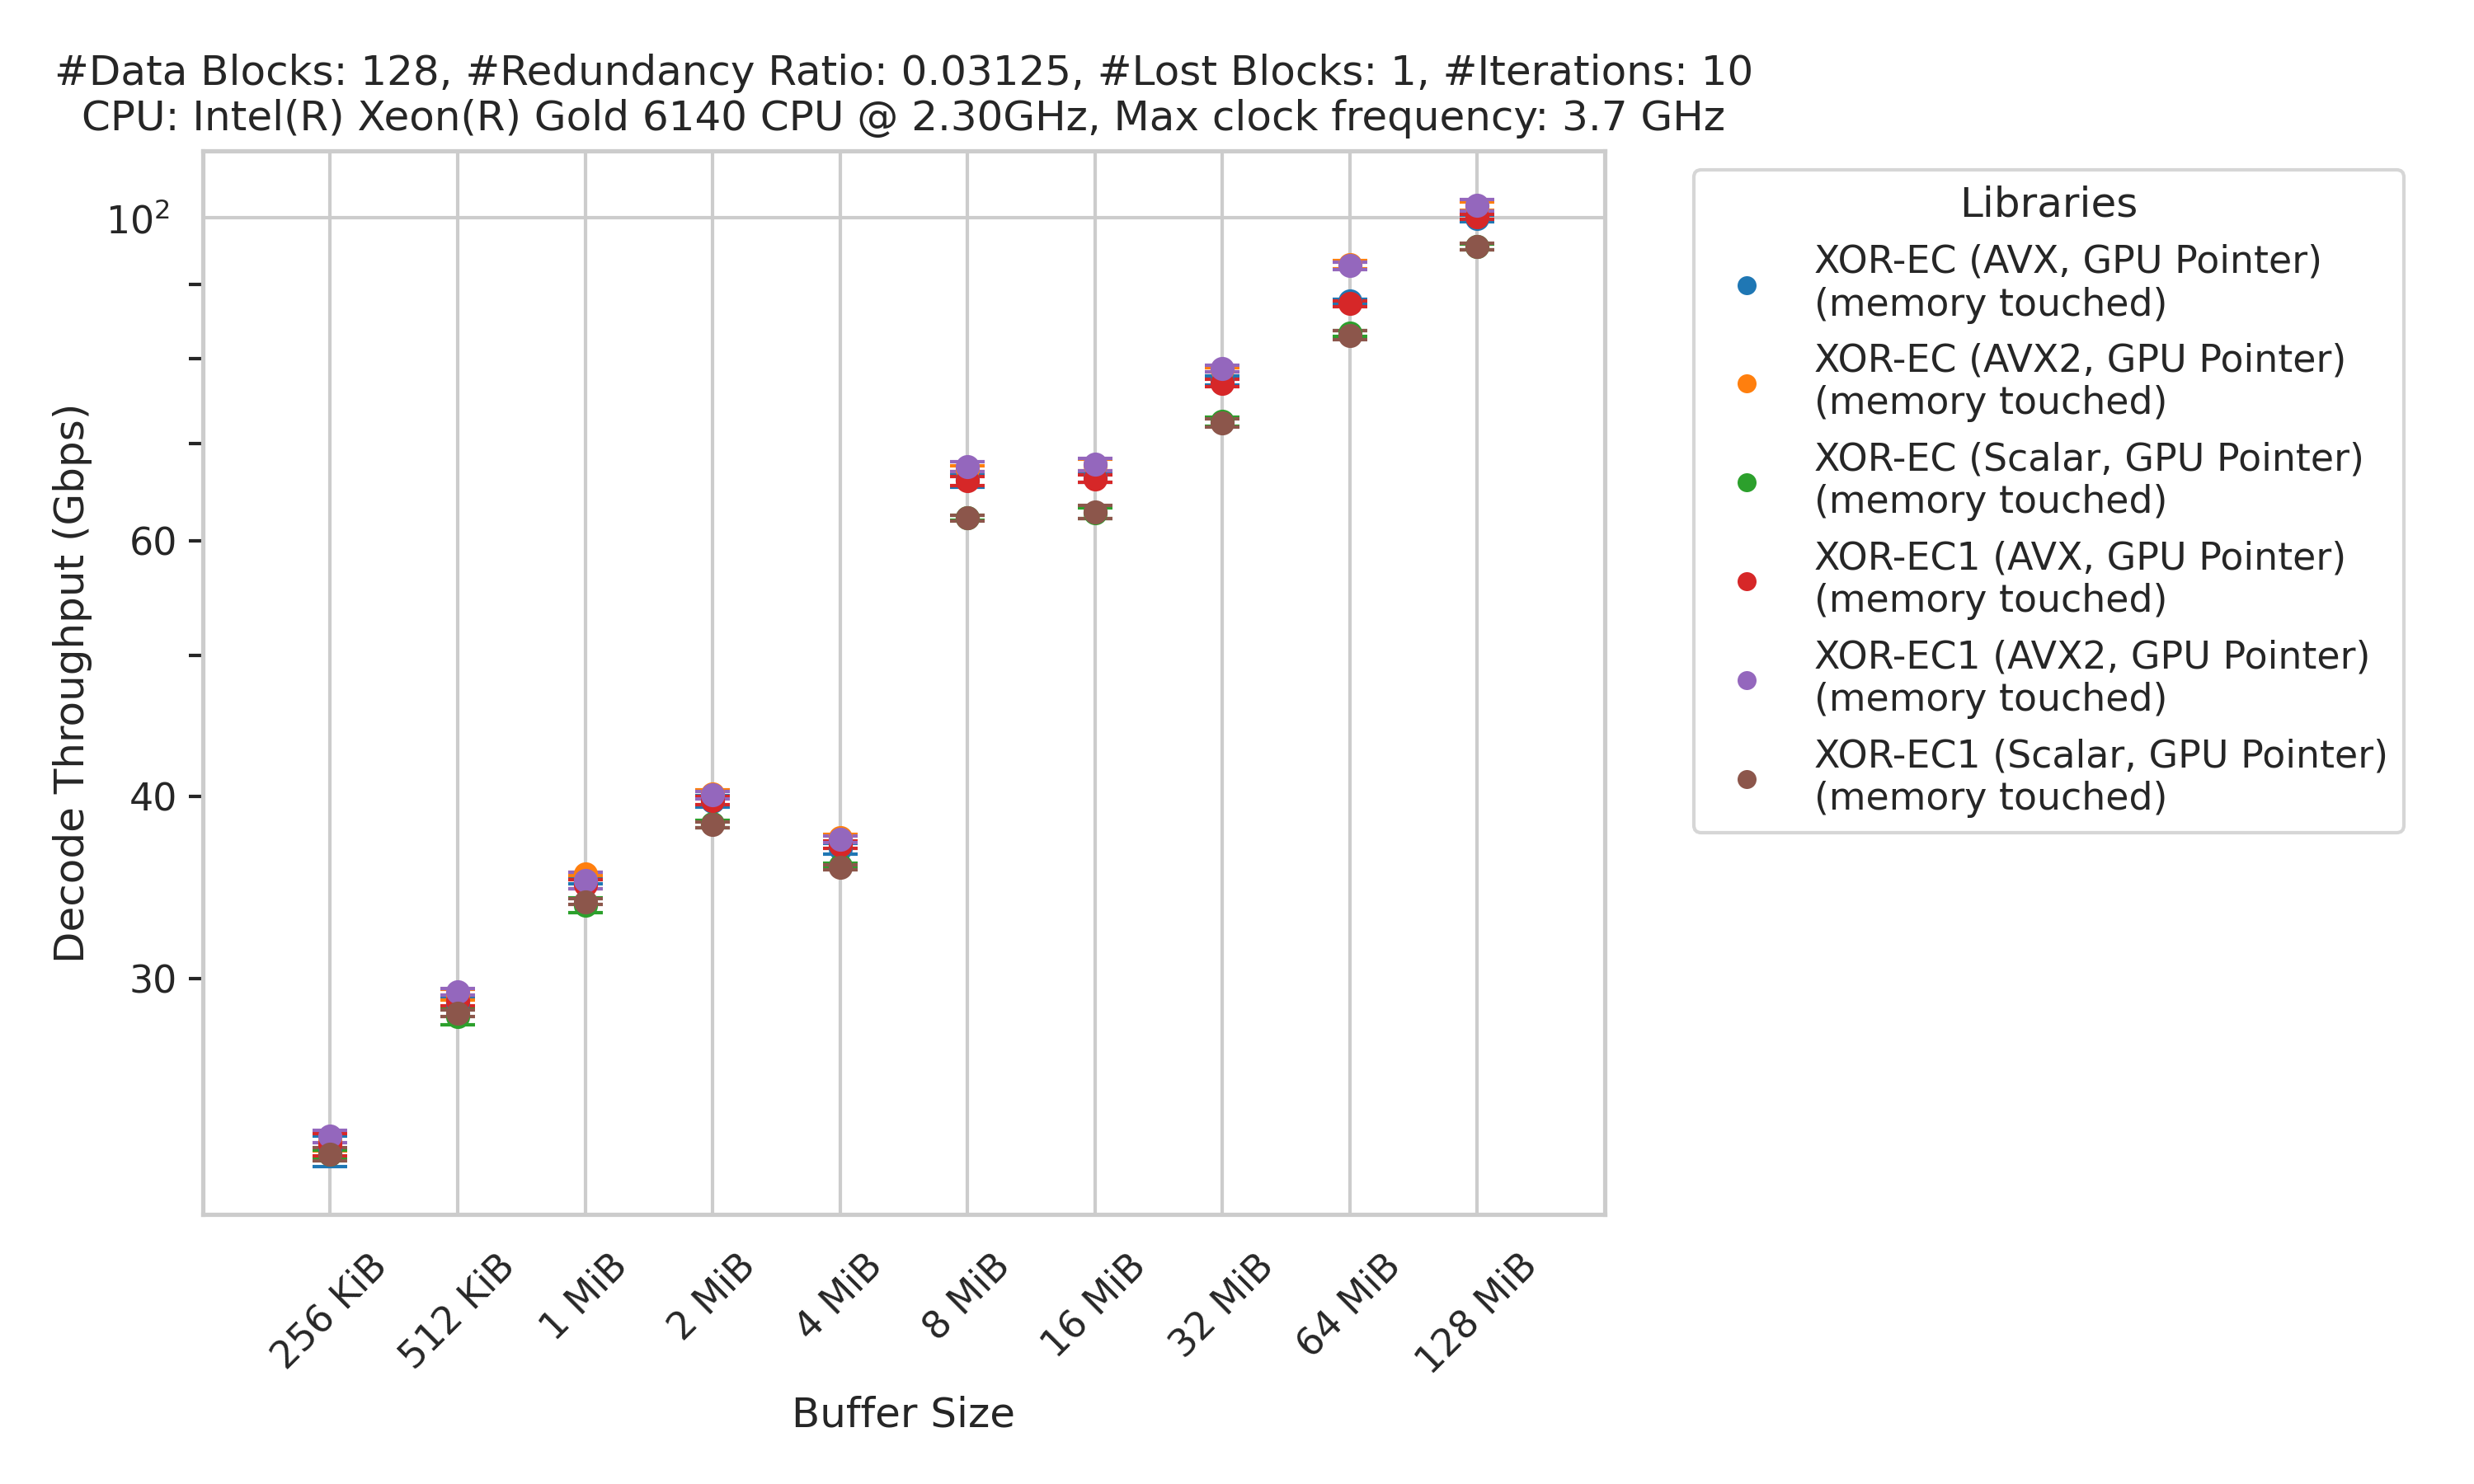 #Data Blocks: 128, #Redundancy Ratio: 0.03125, #Lost Blocks: 1, #Iterations: 10
CPU: Intel(R) Xeon(R) Gold 6140 CPU @ 2.30GHz, Max clock frequency: 3.7 GHz
Decode Throughput (Gbps)
10²
60
40
30
256 KiB
512 KiB
1 MiB
2 MiB
4 MiB
8 MiB
16 MiB
32 MiB
64 MiB
128 MiB
Buffer Size
Libraries
XOR-EC (AVX, GPU Pointer)
(memory touched)
XOR-EC (AVX2, GPU Pointer)
(memory touched)
XOR-EC (Scalar, GPU Pointer)
(memory touched)
XOR-EC1 (AVX, GPU Pointer)
(memory touched)
XOR-EC1 (AVX2, GPU Pointer)
(memory touched)
XOR-EC1 (Scalar, GPU Pointer)
(memory touched)